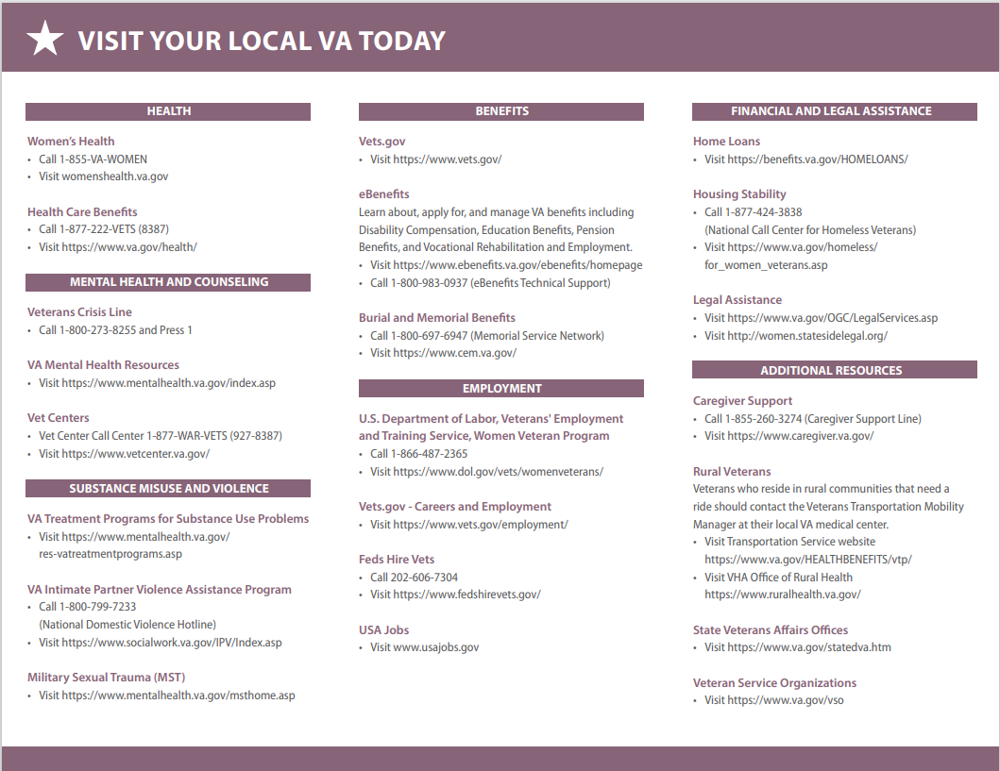 VISIT YOUR LOCAL VA TODAY
HEALTH
Women's Health
• Call 1-855-VA-WOMEN
• Visit womenshealth.va.gov
Health Care Benefits
• Call 1-877-222-VETS (8387)
• Visit https://www.va.gov/health/
MENTAL HEALTH AND COUNSELING
Veterans Crisis Line
• Call 1-800-273-8255 and Press 1
VA Mental Health Resources
• Visit https://www.mentalhealth.va.gov/index.asp
Vet Centers
• Vet Center Call Center 1-877-WAR-VETS (927-8387)
• Visit https://www.vetcenter.va.gov/
SUBSTANCE MISUSE AND VIOLENCE
VA Treatment Programs for Substance Use Problems
• Visit https://www.mentalhealth.va.gov/
res-vatreatmentprograms.asp
VA Intimate Partner Violence Assistance Program
• Call 1-800-799-7233
(National Domestic Violence Hotline)
• Visit https://www.socialwork.va.gov/IPV/Index.asp
Military Sexual Trauma (MST)
• Visit https://www.mentalhealth.va.gov/msthome.asp
BENEFITS
Vets.gov
• Visit https://www.vets.gov/
eBenefits
Learn about, apply for, and manage VA benefits including
Disability Compensation, Education Benefits, Pension
Benefits, and Vocational Rehabilitation and Employment.
• Visit https://www.ebenefits.va.gov/ebenefits/homepage
• Call 1-800-983-0937 (eBenefits Technical Support)
Burial and Memorial Benefits
• Call 1-800-697-6947 (Memorial Service Network)
• Visit https://www.cem.va.gov/
EMPLOYMENT
U.S. Department of Labor, Veterans' Employment
and Training Service, Women Veteran Program
• Call 1-866-487-2365
• Visit https://www.dol.gov/vets/womenveterans/
Vets.gov - Careers and Employment
• Visit https://www.vets.gov/employment/
Feds Hire Vets
• Call 202-606-7304
• Visit https://www.fedshirevets.gov/
USA Jobs
• Visit www.usajobs.gov
FINANCIAL AND LEGAL ASSISTANCE
Home Loans
• Visit https://benefits.va.gov/HOMELOANS/
Housing Stability
• Call 1-877-424-3838
(National Call Center for Homeless Veterans)
• Visit https://www.va.gov/homeless/
for_women_veterans.asp
Legal Assistance
• Visit https://www.va.gov/OGC/LegalServices.asp
• Visit http://women.statesidelegal.org/
ADDITIONAL RESOURCES
Caregiver Support
• Call 1-855-260-3274 (Caregiver Support Line)
• Visit https://www.caregiver.va.gov/
Rural Veterans
Veterans who reside in rural communities that need a
ride should contact the Veterans Transportation Mobility
Manager at their local VA medical center.
• Visit Transportation Service website
https://www.va.gov/HEALTHBENEFITS/vtp/
• Visit VHA Office of Rural Health
https://www.ruralhealth.va.gov/
State Veterans Affairs Offices
• Visit https://www.va.gov/statedva.htm
Veteran Service Organizations
• Visit https://www.va.gov/vso